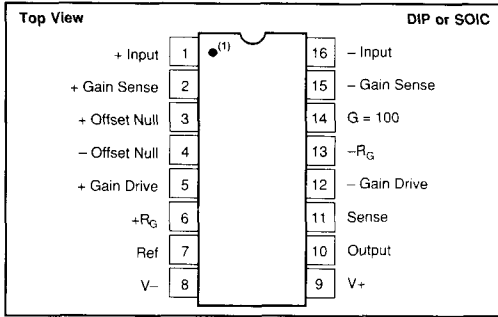 Top View DIP or SOIC
+ Input 1 (1) 16 – Input
+ Gain Sense 2 15 – Gain Sense
+ Offset Null 3 14 G = 100
– Offset Null 4 13 –RG
+ Gain Drive 5 12 – Gain Drive
+RG 6 11 Sense
Ref 7 10 Output
V– 8 9 V+